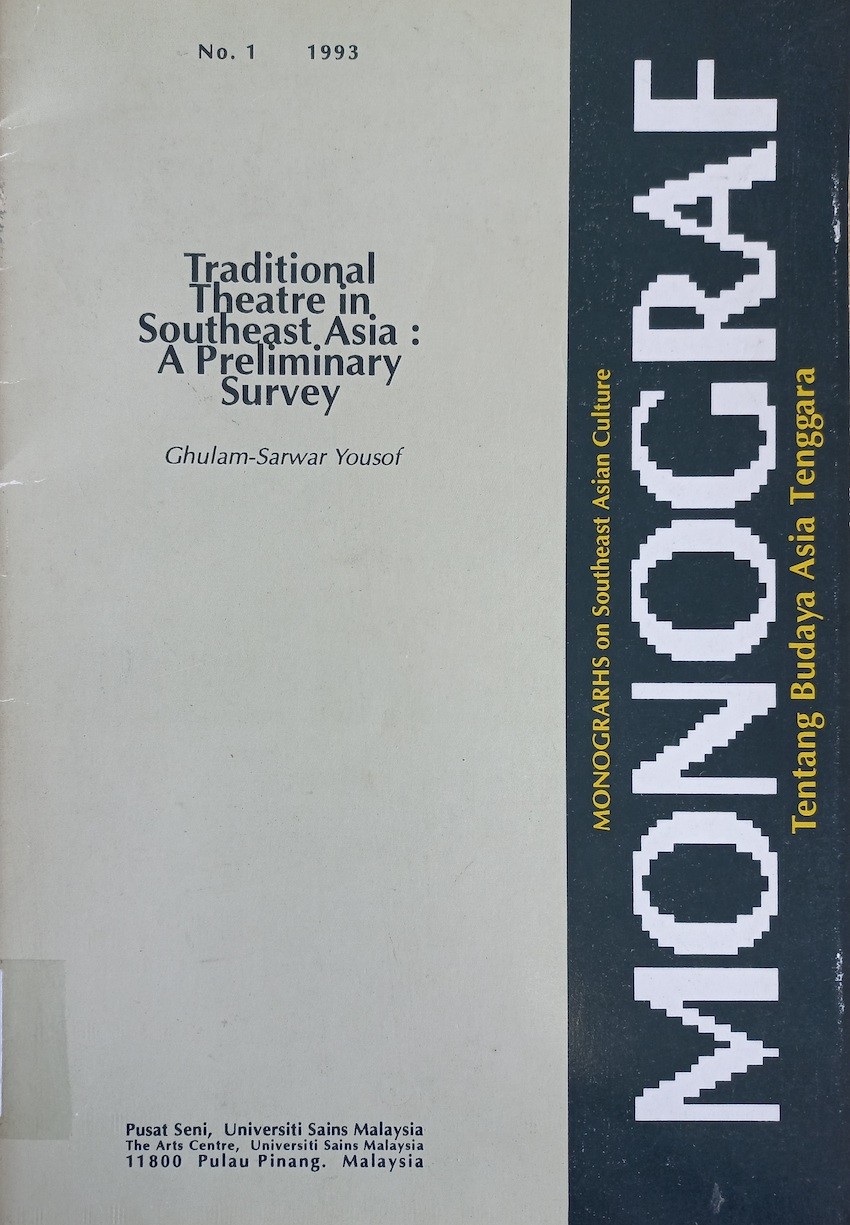 No. 1 1993
Traditional
Theatre in
Southeast Asia :
A Preliminary
Survey
Ghulam-Sarwar Yousof
Pusat Seni, Universiti Sains Malaysia
The Arts Centre, Universiti Sains Malaysia
11800 Pulau Pinang. Malaysia
MONOGRARHS on Southeast Asian Culture
MONOGRAF
Tentang Budaya Asia Tenggara